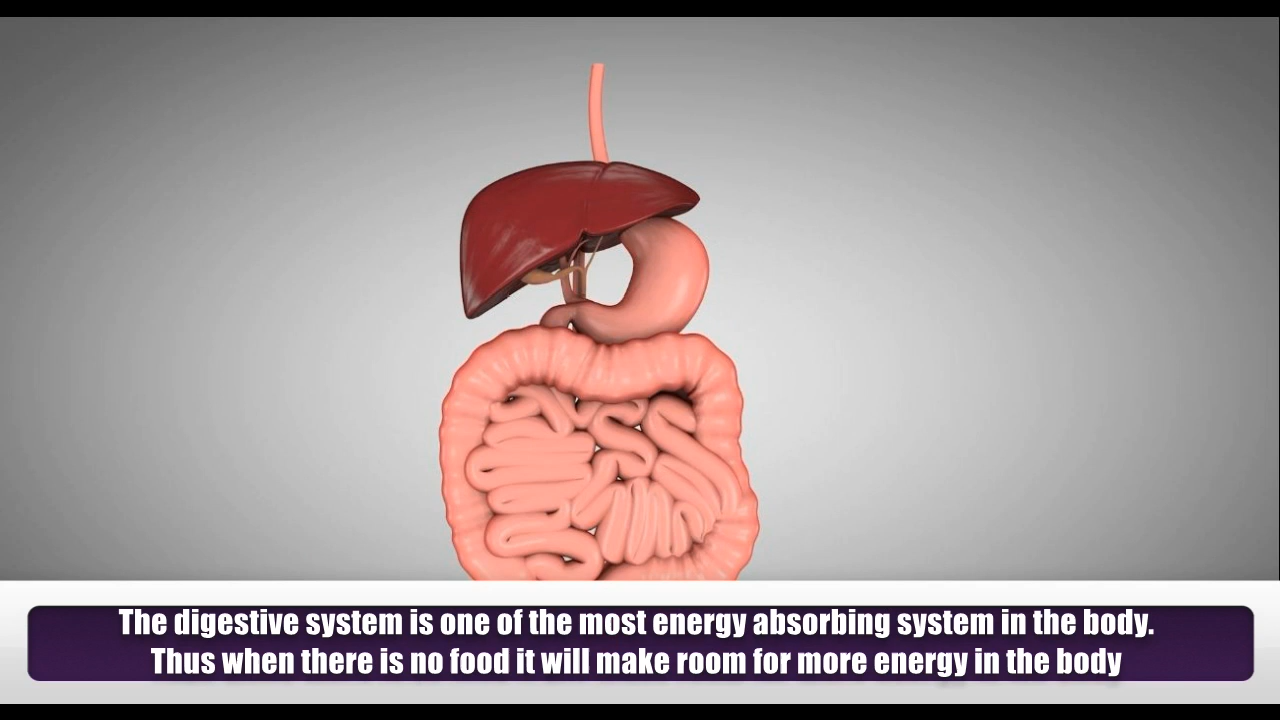 The digestive system is one of the most energy absorbing system in the body.
Thus when there is no food it will make room for more energy in the body